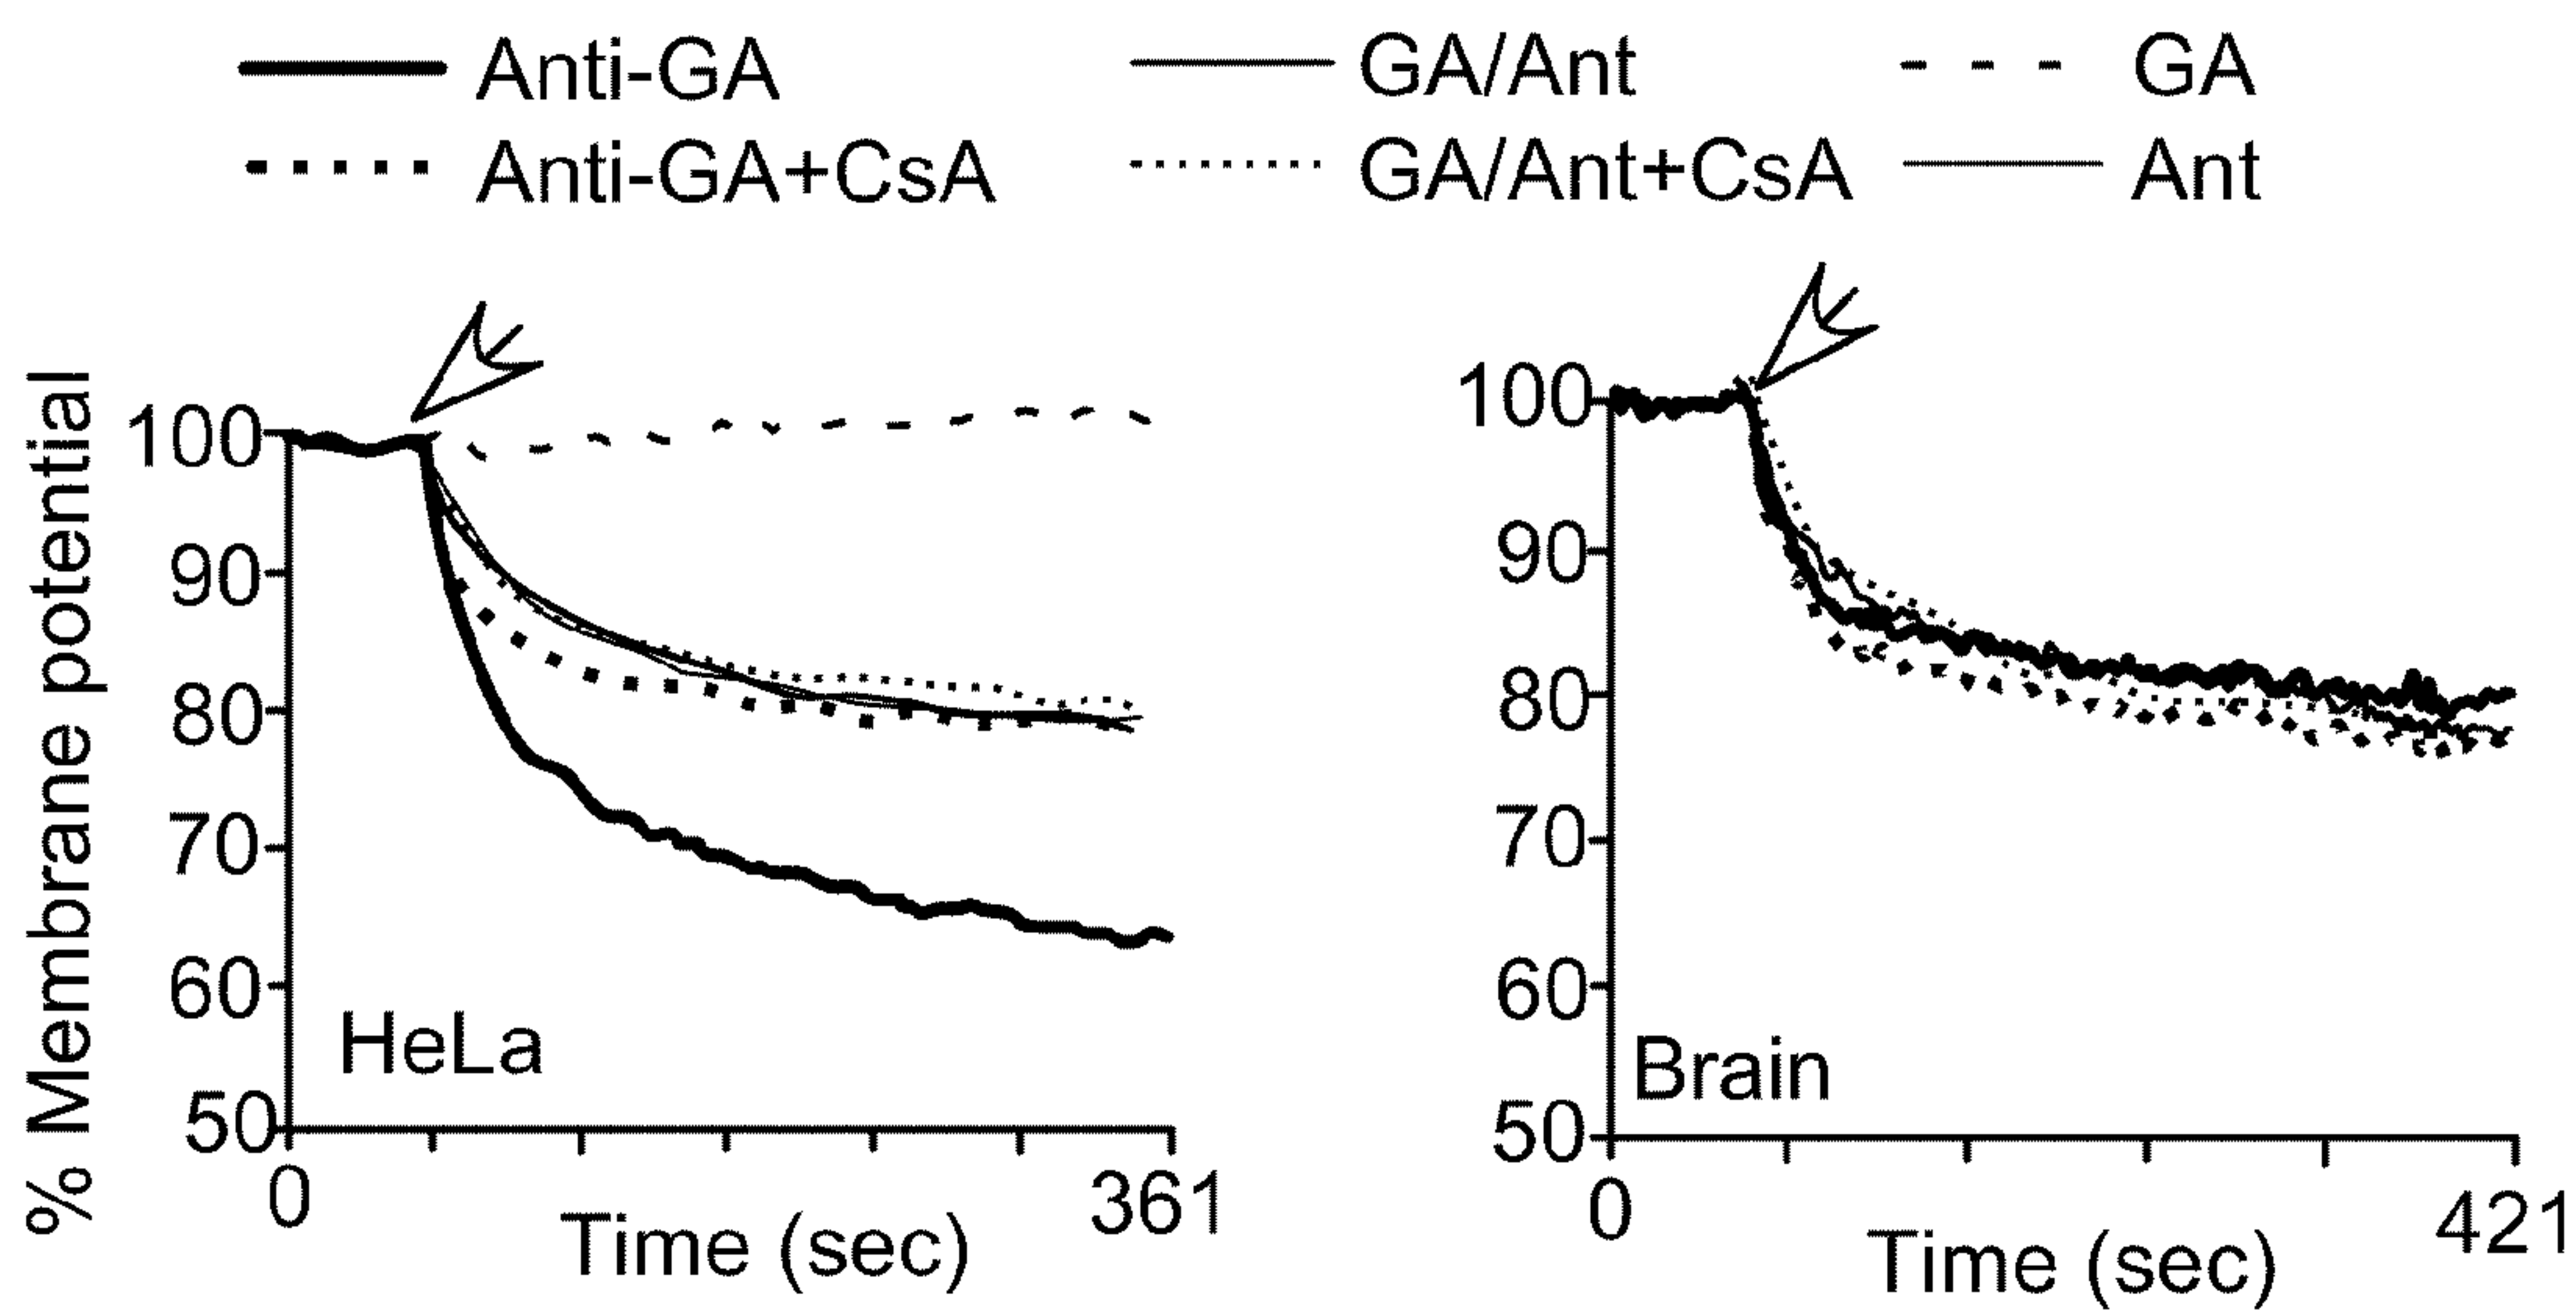 Anti-GA GA/Ant GA
Anti-GA+CsA GA/Ant+CsA Ant
% Membrane potential
100
90
80
70
60
50
HeLa
0 361
Time (sec)
100
90
80
70
60
50
Brain
0 421
Time (sec)